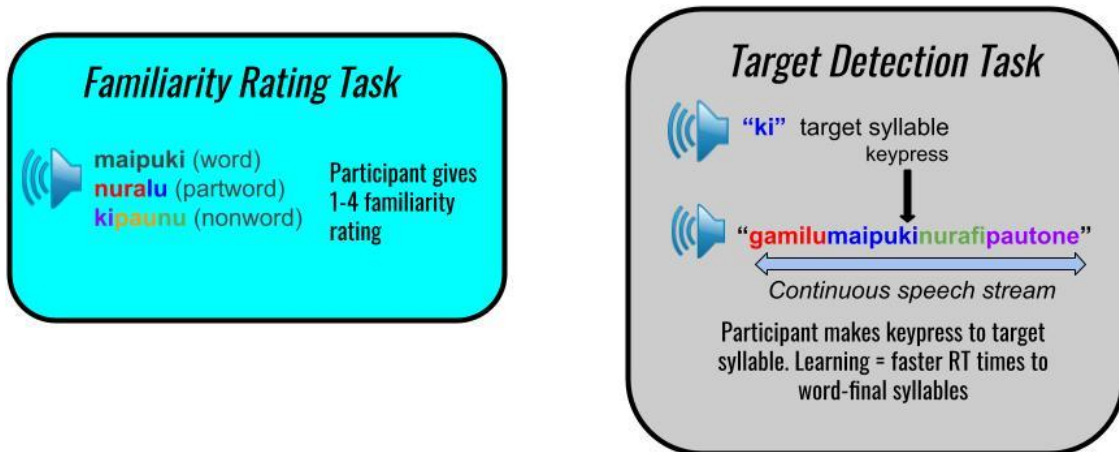 Familiarity Rating Task
maipuki (word)
nuralu (partword)
kipaunu (nonword)
Participant gives
1-4 familiarity
rating
Target Detection Task
“ki” target syllable
keypress
“gamilumaipukinurafipautone”
Continuous speech stream
Participant makes keypress to target
syllable. Learning = faster RT times to
word-final syllables